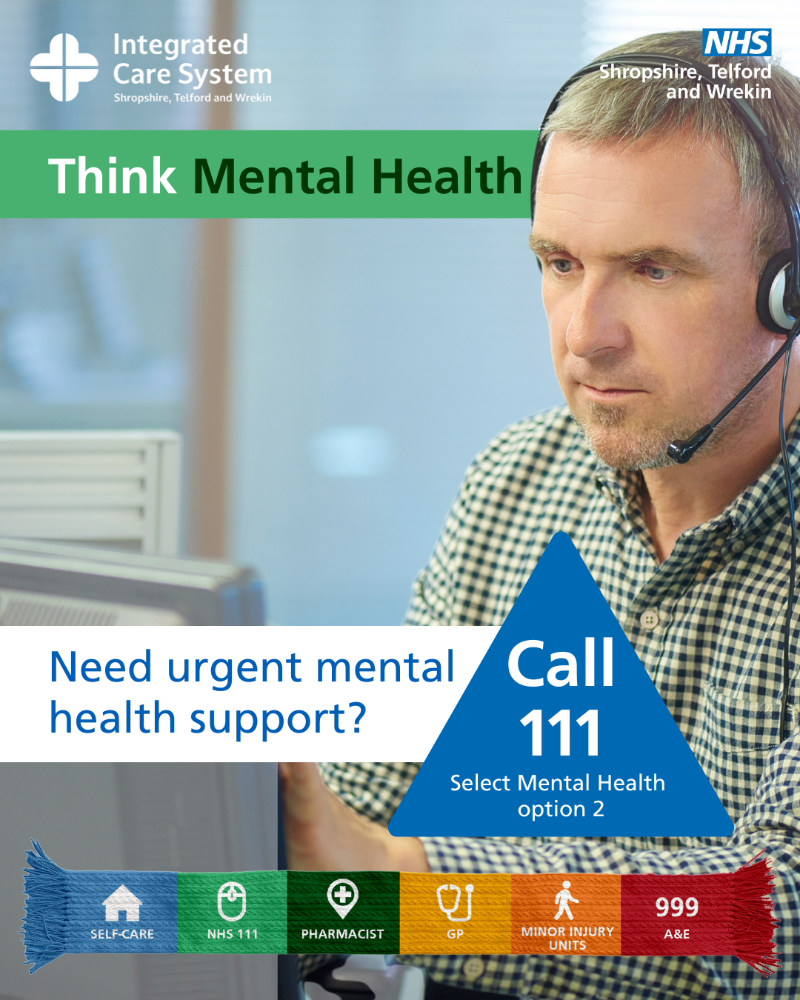 Integrated
Care System
Shropshire, Telford and Wrekin
NHS
Shropshire, Telford
and Wrekin
Think Mental Health
Need urgent mental
health support?
Call
111
Select Mental Health
option 2
SELF-CARE
NHS 111
PHARMACIST
GP
MINOR INJURY
UNITS
999
A&E